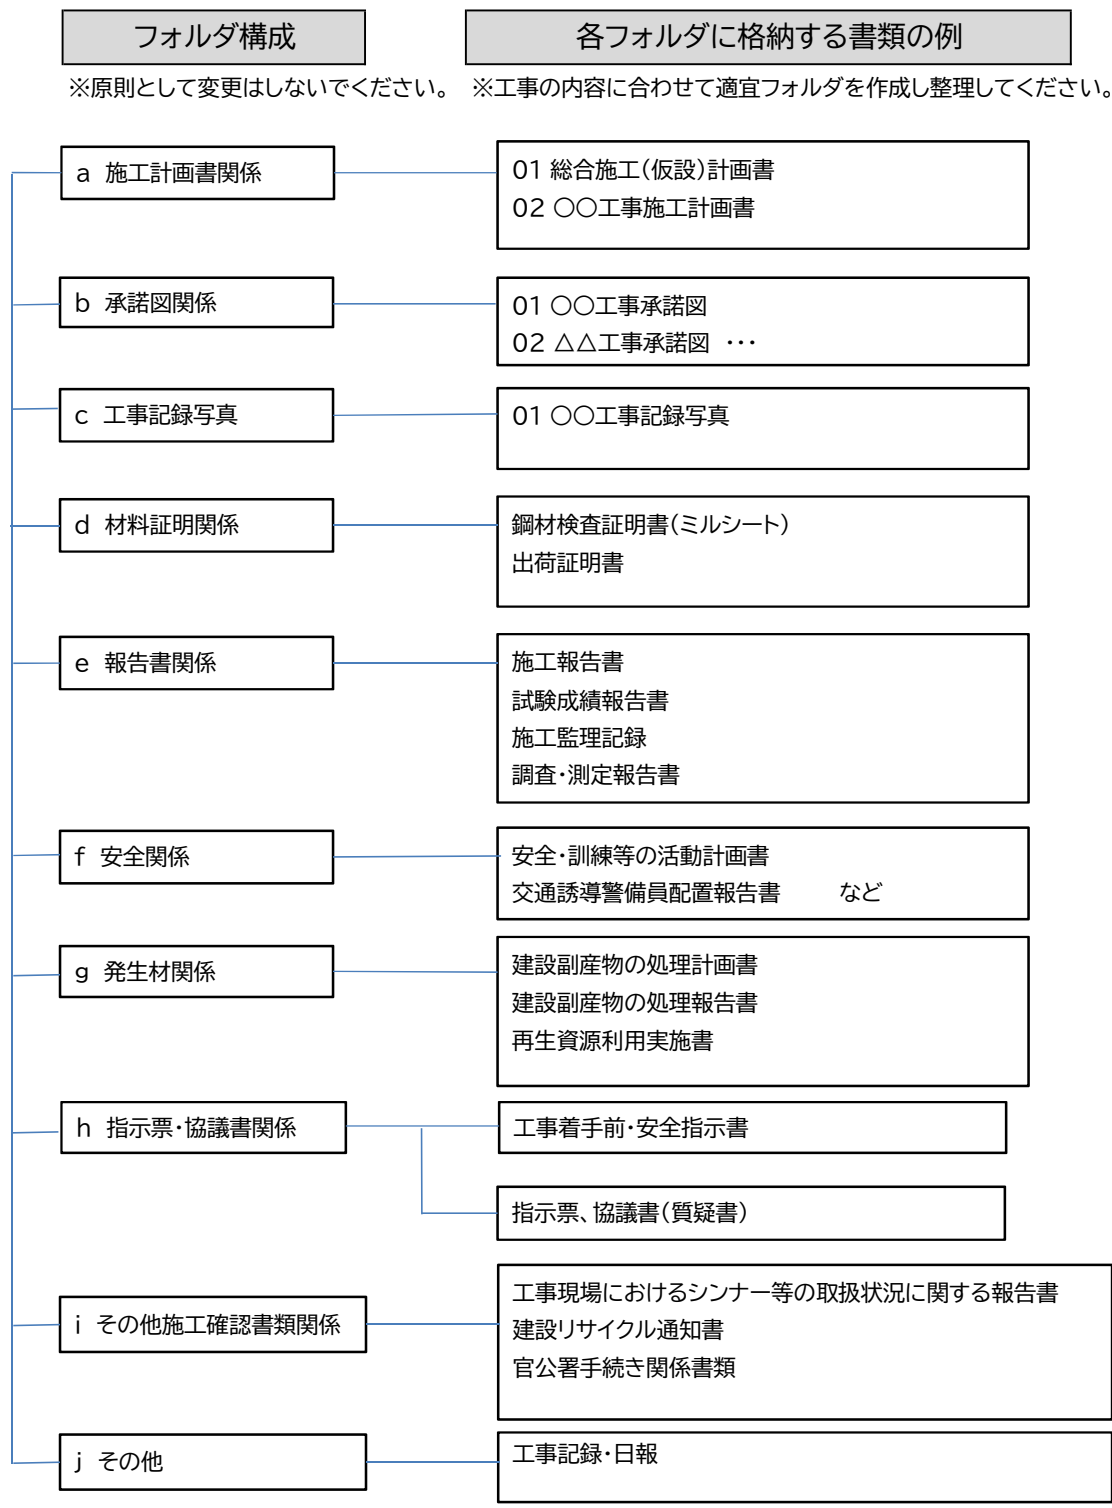 フォルダ構成
各フォルダに格納する書類の例
※原則として変更はしないでください。
※工事の内容に合わせて適宜フォルダを作成し整理してください。
a 施工計画書関係
01 総合施工(仮設)計画書
02 〇〇工事施工計画書
b 承諾図関係
01 〇〇工事承諾図
02 △△工事承諾図 ・・・
c 工事記録写真
01 〇〇工事記録写真
d 材料証明関係
鋼材検査証明書(ミルシート)
出荷証明書
e 報告書関係
施工報告書
試験成績報告書
施工監理記録
調査・測定報告書
f 安全関係
安全・訓練等の活動計画書
交通誘導警備員配置報告書 など
g 発生材関係
建設副産物の処理計画書
建設副産物の処理報告書
再生資源利用実施書
h 指示票・協議書関係
工事着手前・安全指示書
指示票、協議書(質疑書)
i その他施工確認書類関係
工事現場におけるシンナー等の取扱状況に関する報告書
建設リサイクル通知書
官公署手続き関係書類
j その他
工事記録・日報